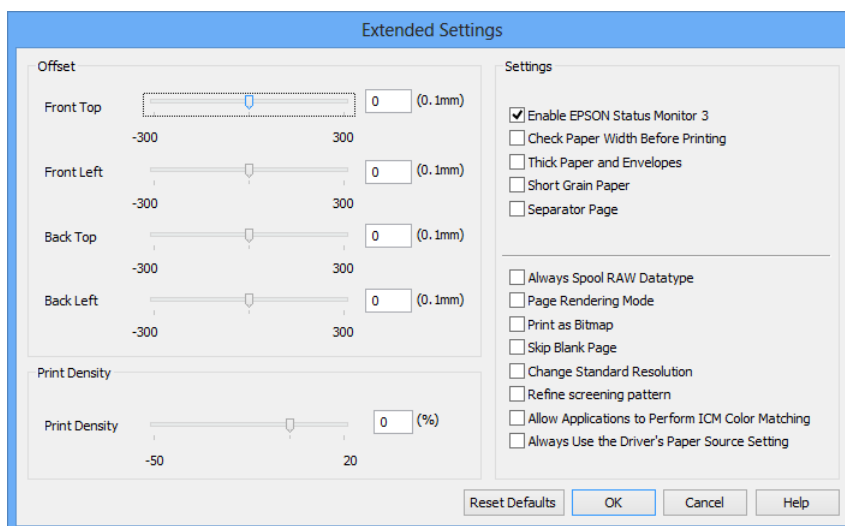 Extended Settings
Offset
Front Top
0
(0.1mm)
-300
300
Front Left
0
(0.1mm)
-300
300
Back Top
0
(0.1mm)
-300
300
Back Left
0
(0.1mm)
-300
300
Print Density
Print Density
0
(%)
-50
20
Settings
Enable EPSON Status Monitor 3
Check Paper Width Before Printing
Thick Paper and Envelopes
Short Grain Paper
Separator Page
Always Spool RAW Datatype
Page Rendering Mode
Print as Bitmap
Skip Blank Page
Change Standard Resolution
Refine screening pattern
Allow Applications to Perform ICM Color Matching
Always Use the Driver's Paper Source Setting
Reset Defaults
OK
Cancel
Help